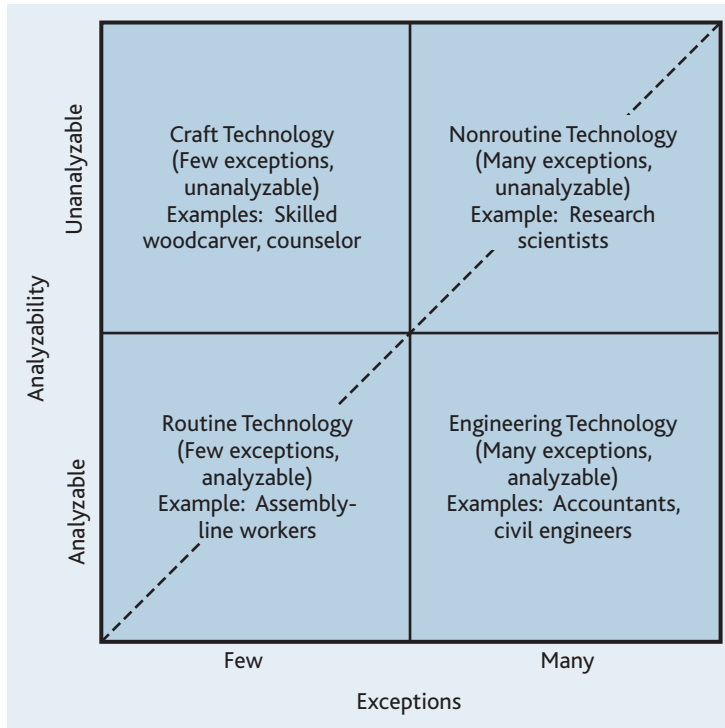 Unanalyzable
Craft Technology
(Few exceptions,
unanalyzable)
Examples: Skilled
woodcarver, counselor
Nonroutine Technology
(Many exceptions,
unanalyzable)
Example: Research
scientists
Analyzability
Analyzable
Routine Technology
(Few exceptions,
analyzable)
Example: Assembly-
line workers
Engineering Technology
(Many exceptions,
analyzable)
Examples: Accountants,
civil engineers
Few
Many
Exceptions